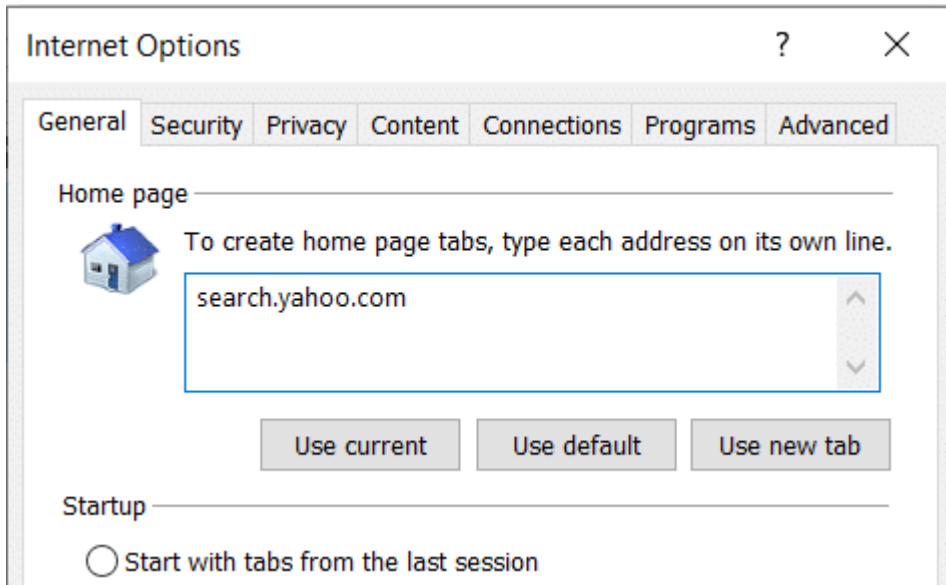 Internet Options ?
General Security Privacy Content Connections Programs Advanced
Home page
To create home page tabs, type each address on its own line.
search.yahoo.com
Use current Use default Use new tab
Startup
Start with tabs from the last session